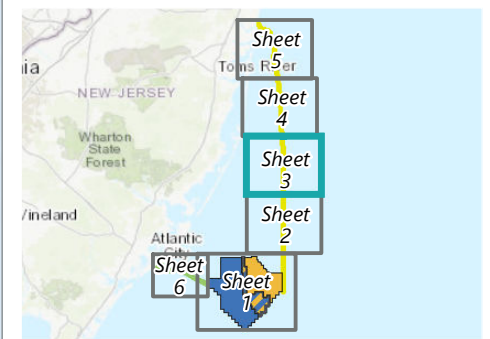 Sheet
5
ia
Toms River
NEW JERSEY
Sheet
4
Wharton
State
Forest
Sheet
3
Vineland
Sheet
2
Atlantic
City
Sheet
6
Sheet
1